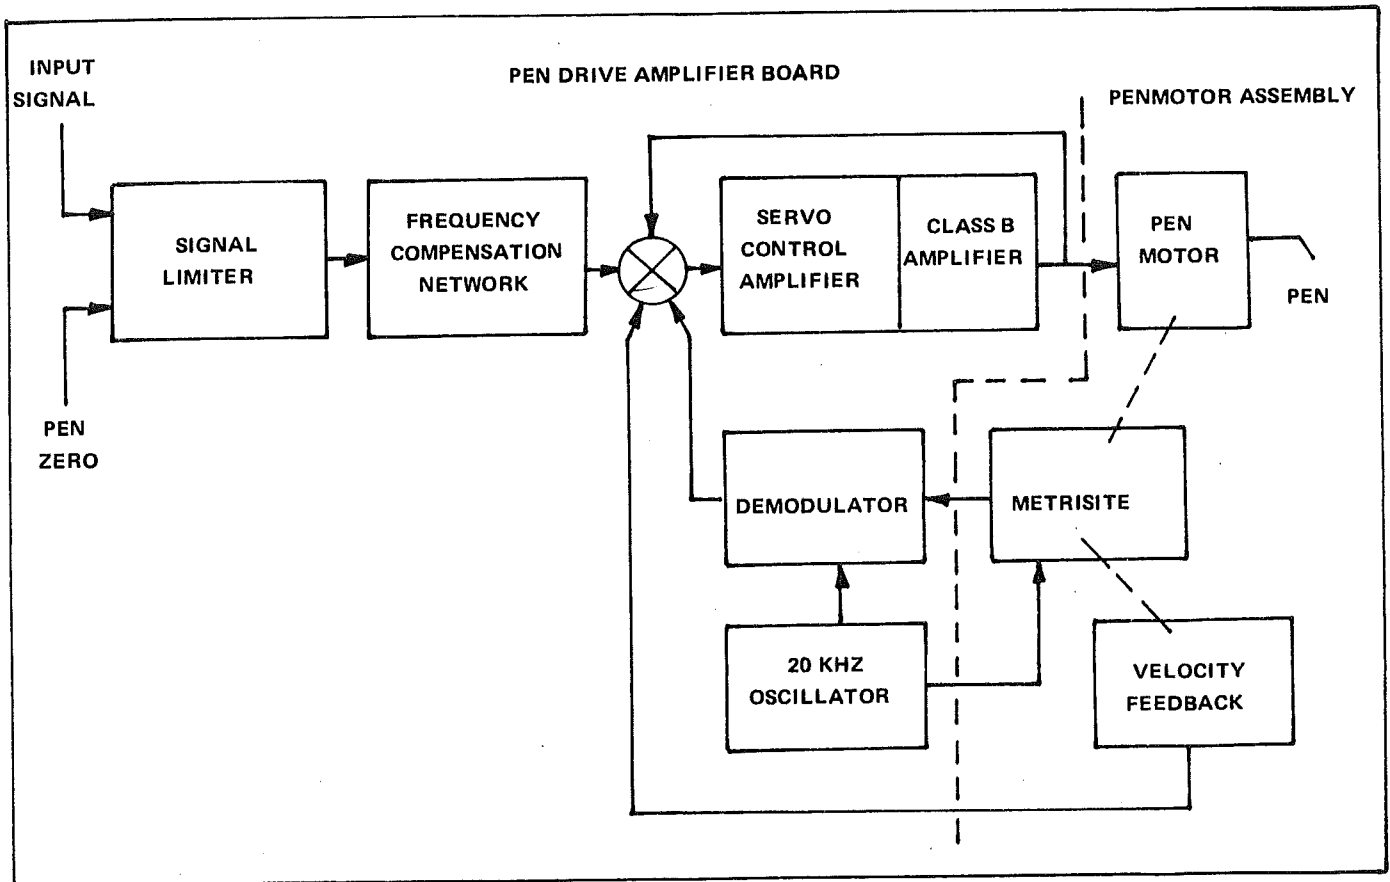 INPUT
SIGNAL
PEN DRIVE AMPLIFIER BOARD
PENMOTOR ASSEMBLY
SIGNAL
LIMITER
FREQUENCY
COMPENSATION
NETWORK
SERVO
CONTROL
AMPLIFIER
CLASS B
AMPLIFIER
PEN
MOTOR
PEN
PEN
ZERO
DEMODULATOR
METRISITE
20 KHZ
OSCILLATOR
VELOCITY
FEEDBACK